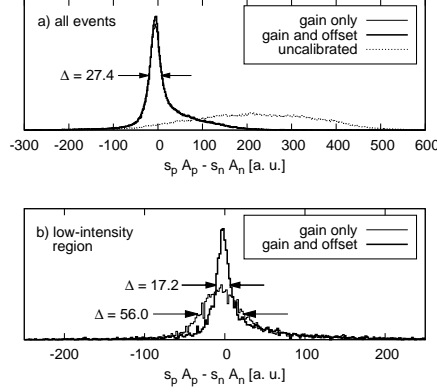 a) all events
gain only
gain and offset
uncalibrated
Δ = 27.4
-300 -200 -100 0 100 200 300 400 500 600
s_p A_p - s_n A_n [a. u.]
b) low-intensity
region
gain only
gain and offset
Δ = 17.2
Δ = 56.0
-200 -100 0 100 200
s_p A_p - s_n A_n [a. u.]